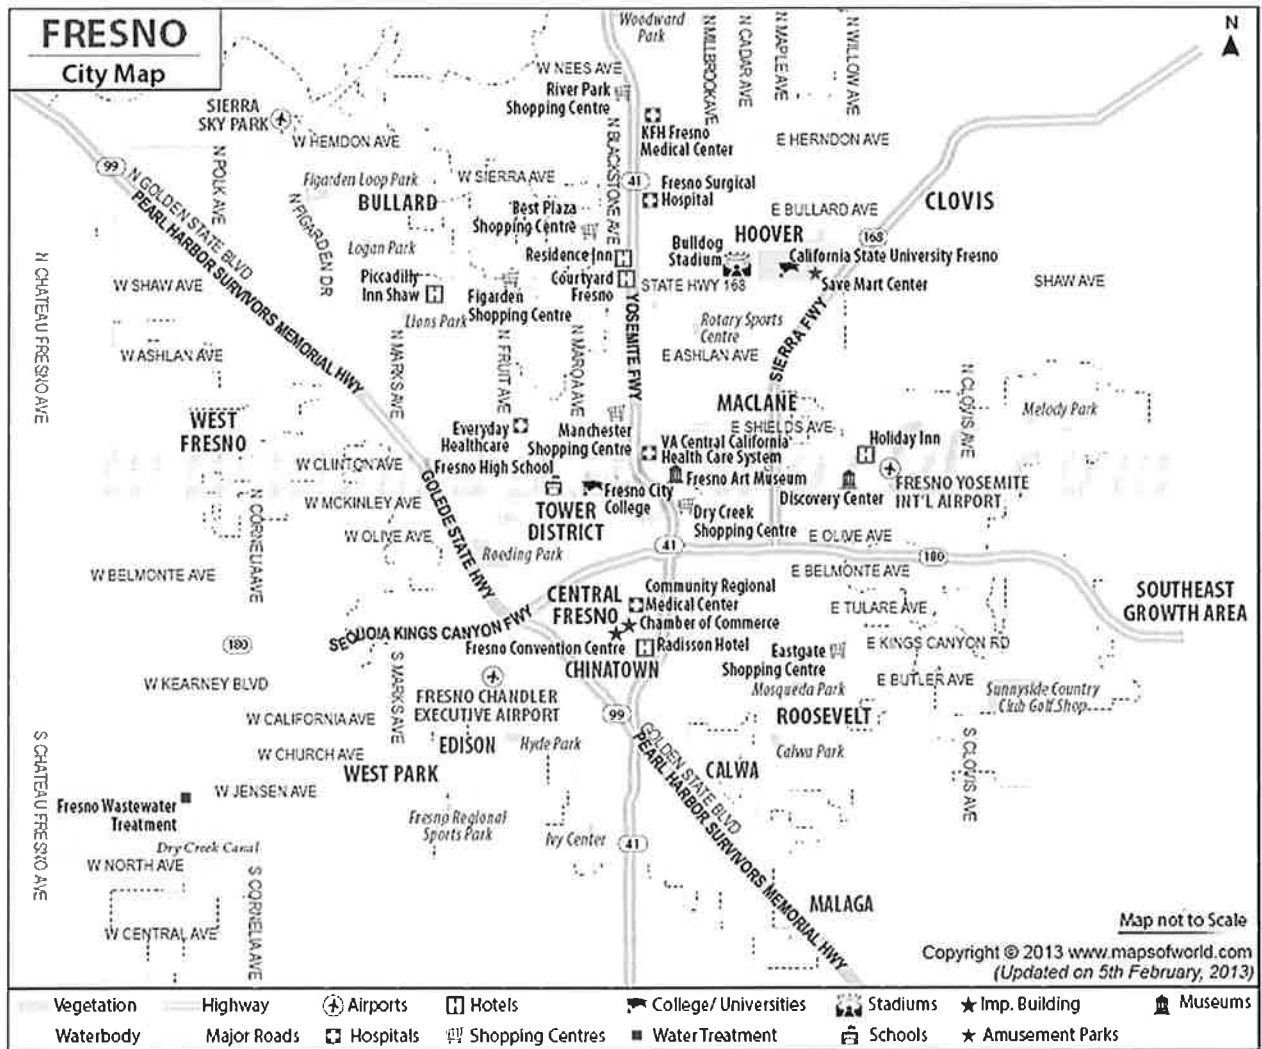 FRESNO
City Map
N
Woodward
Park
N MILLBROOK AVE
N CADAR AVE
N MAPLE AVE
N WILLOW AVE
W NEES AVE
River Park
Shopping Centre
SIERRA
SKY PARK
W HEMDON AVE
KFH Fresno
Medical Center
E HERNDON AVE
99
N GOLDEN STATE BLVD
PEARL HARBOR SURVIVORS MEMORIAL HWY
N POLK AVE
Figarden Loop Park
BULLARD
N FIGARDEN DR
W SIERRA AVE
N BLACKSTONE AVE
41
Fresno Surgical
Hospital
E BULLARD AVE
CLOVIS
Best Plaza
Shopping Centre
HOOVER
168
Logan Park
Residence Inn
Bulldog
Stadium
California State University Fresno
N CHATEAU FRESNO AVE
W SHAW AVE
Piccadilly
Inn Shaw
Figarden
Shopping Centre
Courtyard
Fresno
STATE HWY 168
Save Mart Center
SHAW AVE
Lions Park
YOSEMITE FWY
Rotary Sports
Centre
SIERRA FWY
W ASHLAN AVE
N MARKS AVE
N FRUIT AVE
N MAROA AVE
E ASHLAN AVE
N CLOVIS AVE
WEST
FRESNO
MACLANE
Melody Park
Everyday
Healthcare
Manchester
Shopping Centre
E SHIELDS AVE
Holiday Inn
W CLINTON AVE
Fresno High School
VA Central California
Health Care System
Fresno Art Museum
Discovery Center
FRESNO YOSEMITE
INT'L AIRPORT
N CORNELIA AVE
W MCKINLEY AVE
GOLEDE STATE HWY
Fresno City
College
TOWER
DISTRICT
Dry Creek
Shopping Centre
W OLIVE AVE
Roeding Park
41
E OLIVE AVE
180
W BELMONTE AVE
E BELMONTE AVE
SOUTHEAST
GROWTH AREA
CENTRAL
FRESNO
Community Regional
Medical Center
Chamber of Commerce
E TULARE AVE
180
SEQUOIA KINGS CANYON FWY
Fresno Convention Centre
Radisson Hotel
Eastgate
Shopping Centre
E KINGS CANYON RD
CHINATOWN
W KEARNEY BLVD
S MARKS AVE
FRESNO CHANDLER
EXECUTIVE AIRPORT
Mosqueda Park
E BUTLER AVE
Sunnyside Country
Club Golf Shop
W CALIFORNIA AVE
99
ROOSEVELT
S CHATEAU FRESNO AVE
W CHURCH AVE
EDISON
Hyde Park
GOLDEN STATE BLVD
PEARL HARBOR SURVIVORS MEMORIAL HWY
Calwa Park
S CLOVIS AVE
WEST PARK
CALWA
W JENSEN AVE
Fresno Wastewater
Treatment
Fresno Regional
Sports Park
Ivy Center
41
Dry Creek Canal
W NORTH AVE
S CORNELIA AVE
MALAGA
W CENTRAL AVE
Map not to Scale
Copyright © 2013 www.mapsofworld.com
(Updated on 5th February, 2013)
Vegetation Highway Airports Hotels College/ Universities Stadiums Imp. Building Museums
Waterbody Major Roads Hospitals Shopping Centres Water Treatment Schools Amusement Parks